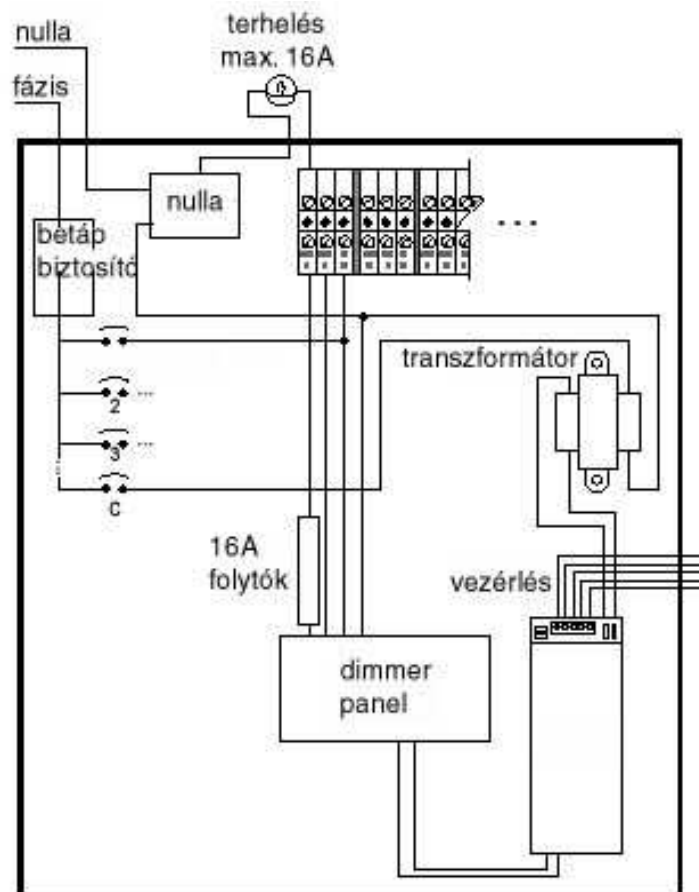 nulla
terhelés
max. 16A
fázis
nulla
betáp
biztosító
...
transzformátor
2 ...
3 ...
C
16A
folytók
vezérlés
dimmer
panel